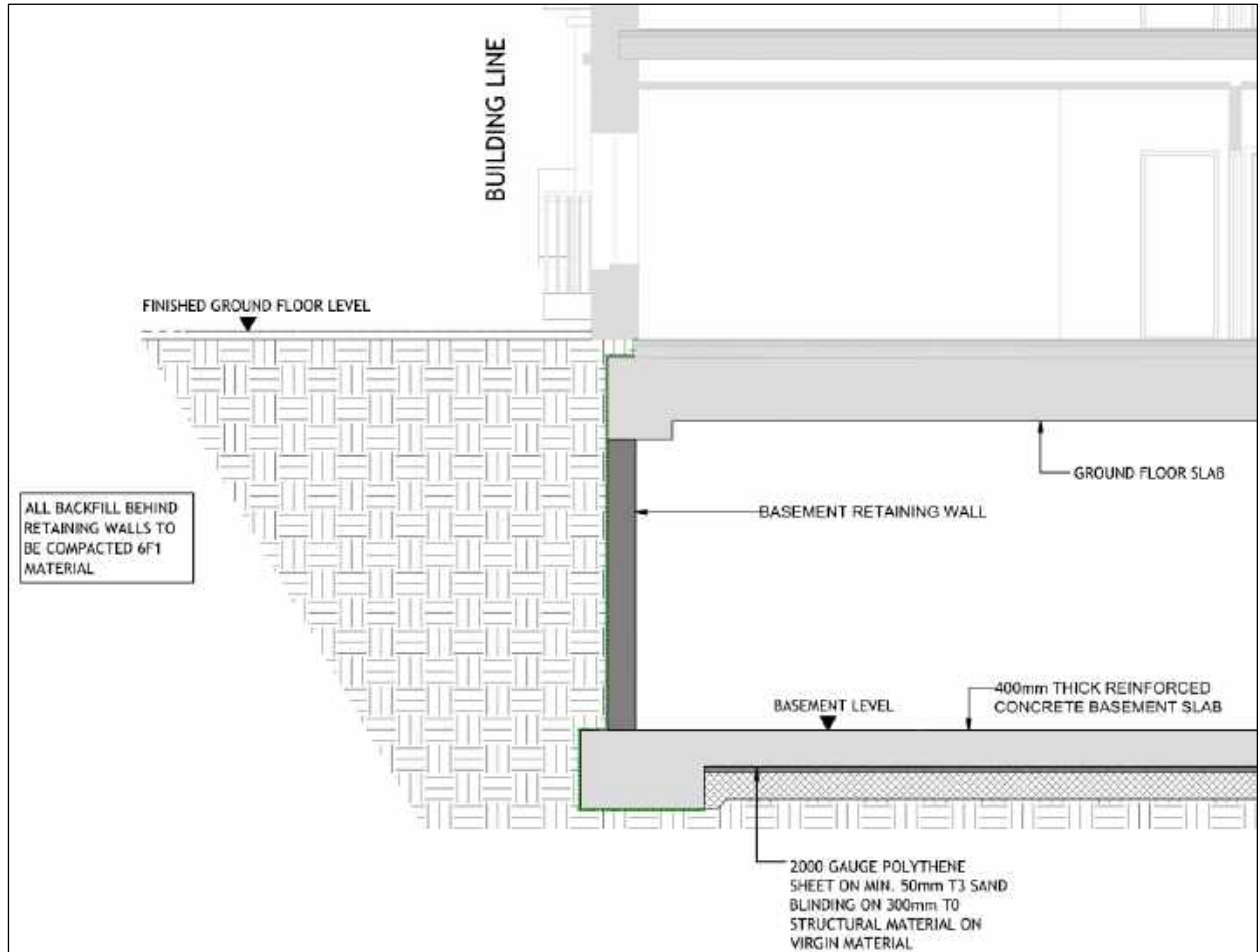 BUILDING LINE
FINISHED GROUND FLOOR LEVEL
GROUND FLOOR SLAB
ALL BACKFILL BEHIND
RETAINING WALLS TO
BE COMPACTED 6F1
MATERIAL
BASEMENT RETAINING WALL
400mm THICK REINFORCED
CONCRETE BASEMENT SLAB
BASEMENT LEVEL
2000 GAUGE POLYTHENE
SHEET ON MIN. 50mm T3 SAND
BLINDING ON 300mm T0
STRUCTURAL MATERIAL ON
VIRGIN MATERIAL